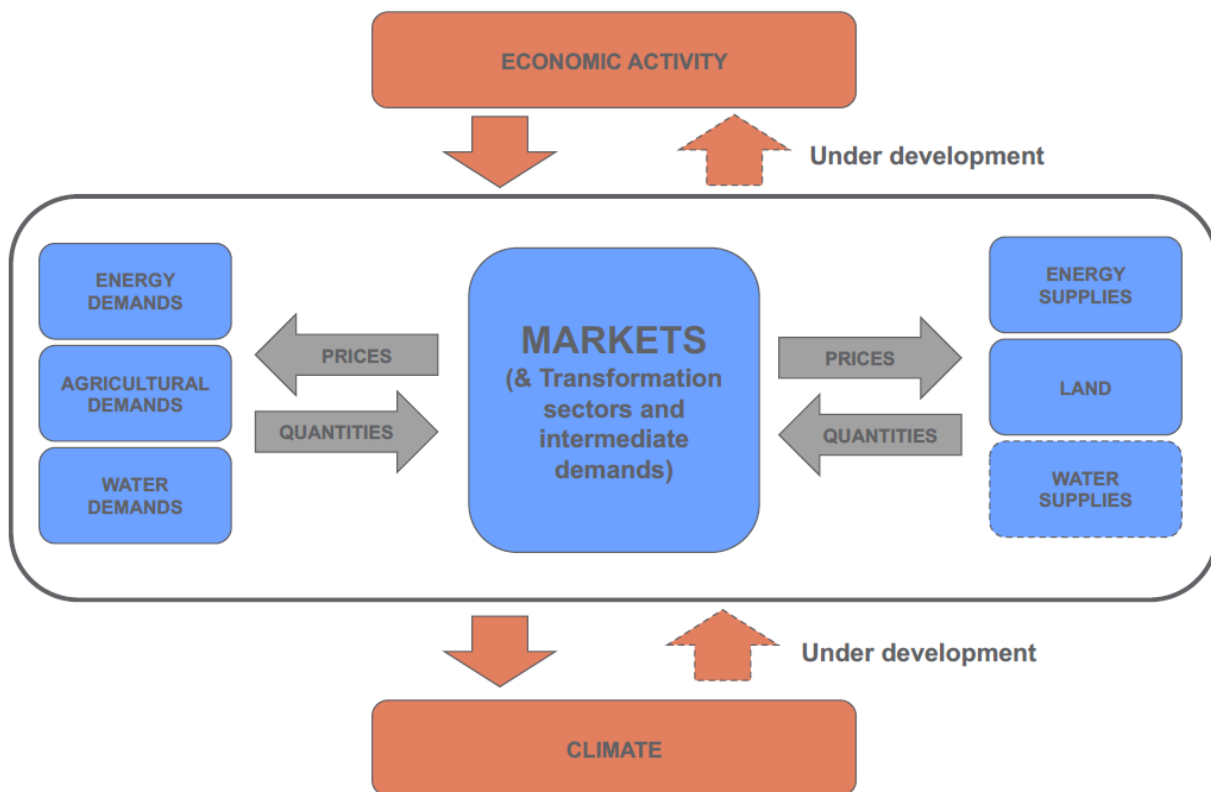 ECONOMIC ACTIVITY
Under development
ENERGY
DEMANDS
AGRICULTURAL
DEMANDS
WATER
DEMANDS
PRICES
QUANTITIES
MARKETS
(& Transformation
sectors and
intermediate
demands)
PRICES
QUANTITIES
ENERGY
SUPPLIES
LAND
WATER
SUPPLIES
Under development
CLIMATE